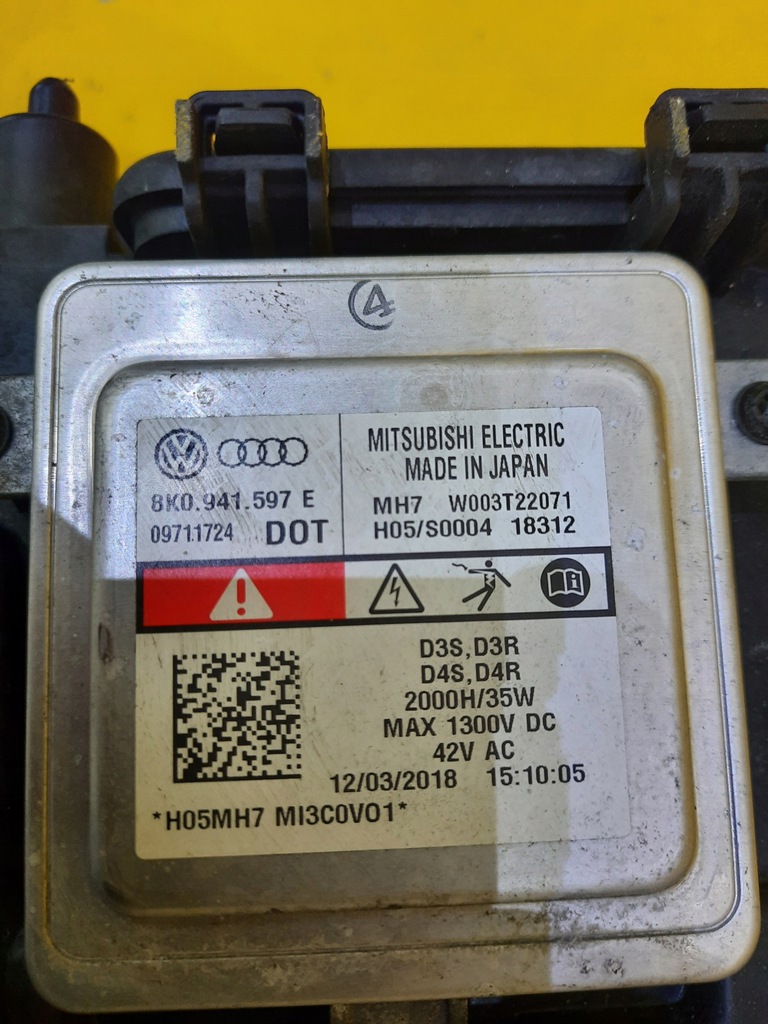 4
8K0.941.597 E
09711724 DOT
MITSUBISHI ELECTRIC
MADE IN JAPAN
MH7 W003T22071
H05/S0004 18312
D3S,D3R
D4S,D4R
2000H/35W
MAX 1300V DC
42V AC
12/03/2018 15:10:05
*H05MH7 MI3C0VO1*